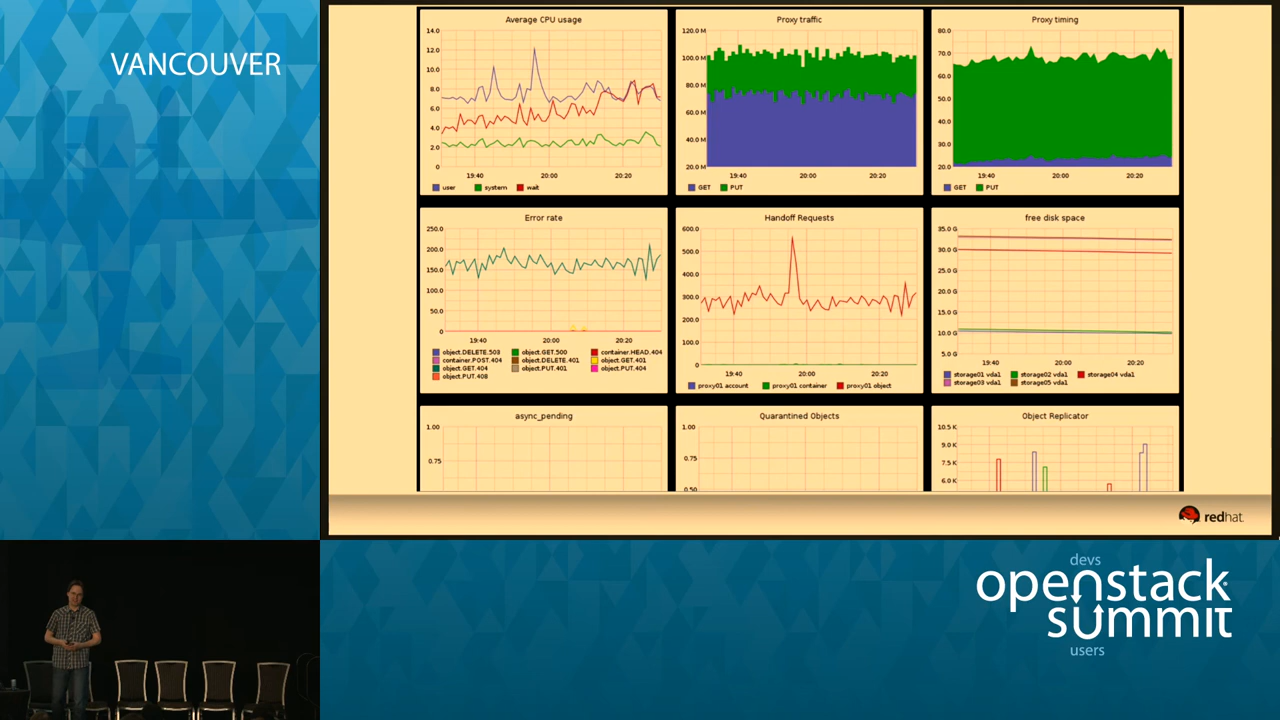 VANCOUVER
Average CPU usage
14.0
12.0
10.0
8.0
6.0
4.0
2.0
0
19:40 20:00 20:20
user system wait
Proxy traffic
120.0 M
100.0 M
80.0 M
60.0 M
40.0 M
20.0 M
19:40 20:00 20:20
GET PUT
Proxy timing
80.0
70.0
60.0
50.0
40.0
30.0
20.0
19:40 20:00 20:20
GET PUT
Error rate
250.0
200.0
150.0
100.0
50.0
0
19:40 20:00 20:20
object.DELETE.503 object.GET.500 container.HEAD.404
container.POST.404 object.DELETE.401 object.GET.401
object.GET.404 object.PUT.401 object.PUT.404
object.PUT.408
Handoff Requests
600.0
500.0
400.0
300.0
200.0
100.0
0
19:40 20:00 20:20
proxy01 account proxy01 container proxy01 object
free disk space
35.0 G
30.0 G
25.0 G
20.0 G
15.0 G
10.0 G
5.0 G
19:40 20:00 20:20
storage01 vda1 storage02 vda1 storage04 vda1
storage03 vda1 storage05 vda1
async_pending
1.00
0.75
Quarantined Objects
1.00
0.75
0.50
Object Replicator
10.5 K
9.0 K
7.5 K
6.0 K
redhat.
devs
openstack
summit
users